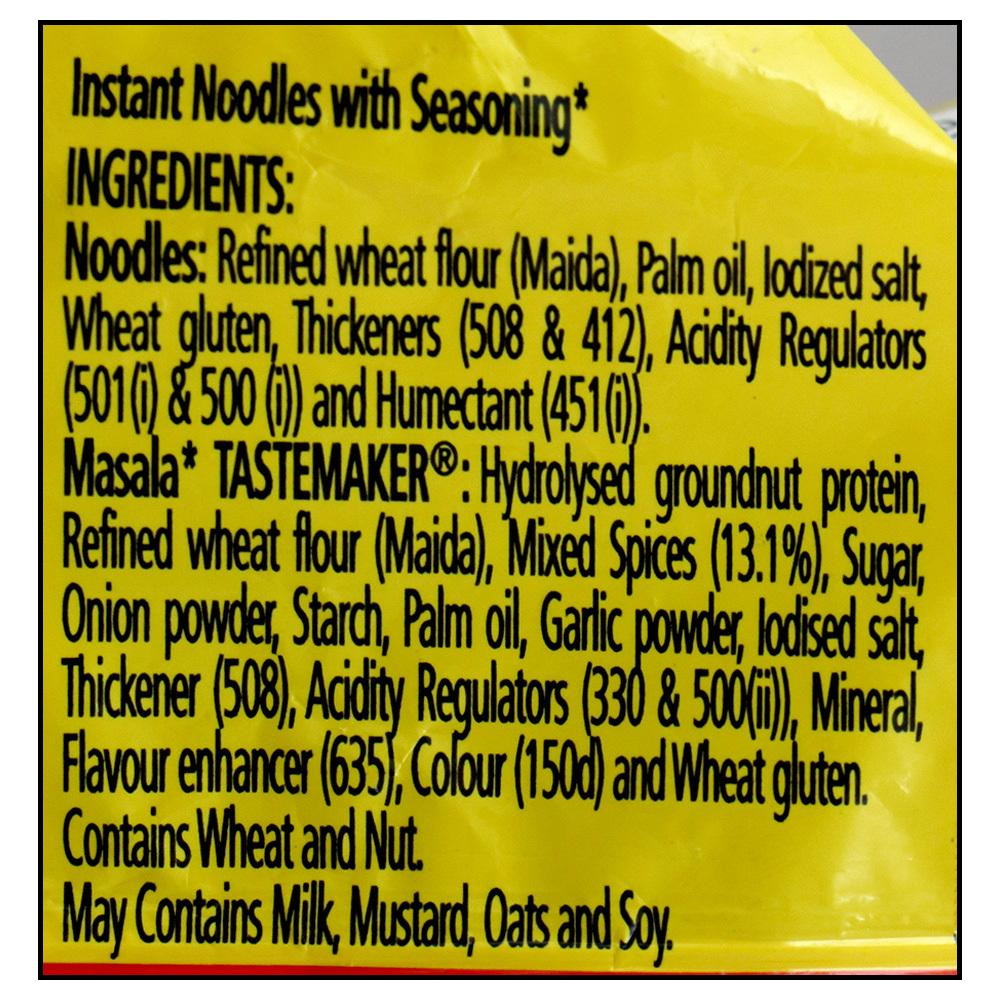 Instant Noodles with Seasoning*
INGREDIENTS:
Noodles: Refined wheat flour (Maida), Palm oil, Iodized salt,
Wheat gluten, Thickeners (508 & 412), Acidity Regulators
(501(i) & 500 (i)) and Humectant (451(i)).
Masala* TASTEMAKER®: Hydrolysed groundnut protein,
Refined wheat flour (Maida), Mixed Spices (13.1%), Sugar,
Onion powder, Starch, Palm oil, Garlic powder, Iodised salt,
Thickener (508), Acidity Regulators (330 & 500(ii)), Mineral,
Flavour enhancer (635), Colour (150d) and Wheat gluten.
Contains Wheat and Nut.
May Contains Milk, Mustard, Oats and Soy.